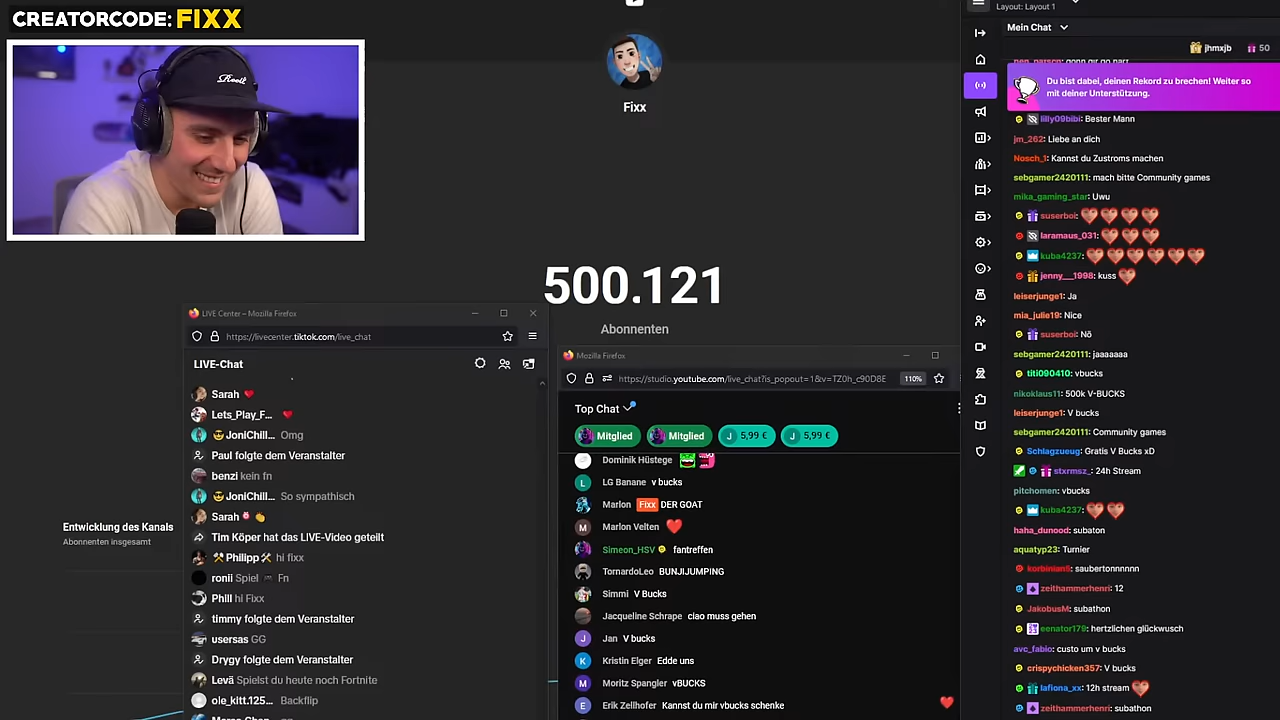 CREATORCODE: FIXX
Fixx
500.121
Abonnenten
Entwicklung des Kanals
Abonnenten insgesamt
LIVE Center – Mozilla Firefox
https://livecenter.tiktok.com/live_chat
LIVE-Chat
Sarah ❤️
Lets_Play_F... ❤️
😎JoniChill... Omg
Paul folgte dem Veranstalter
benzi kein fn
😎JoniChill... So sympathisch
Sarah
Tim Köper hat das LIVE-Video geteilt
⚒Philipp⚒ hi fixx
ronii Spiel Fn
Phill hi Fixx
timmy folgte dem Veranstalter
usersas GG
Drygy folgte dem Veranstalter
Levä Spielst du heute noch Fortnite
ole_kitt.125... Backflip
Mozilla Firefox
https://studio.youtube.com/live_chat?is_popout=1&v=TZ0h_c90D8E
110%
Top Chat
Mitglied
Mitglied
J 5,99 €
J 5,99 €
Dominik Hüstege
LG Banane v bucks
Marlon Fixx DER GOAT
Marlon Velten ❤️
Simeon_HSV fantreffen
TornardoLeo BUNJIJUMPING
Simmi V Bucks
Jacqueline Schrape ciao muss gehen
Jan V bucks
Kristin Elger Edde uns
Moritz Spangler vBUCKS
Erik Zellhofer Kannst du mir vbucks schenke
Layout: Layout 1
Mein Chat
jhmxjb 50
Du bist dabei, deinen Rekord zu brechen! Weiter so
mit deiner Unterstützung.
lilly09bibi: Bester Mann
jm_262: Liebe an dich
Nosch_1: Kannst du Zustroms machen
sebgamer2420111: mach bitte Community games
mika_gaming_star: Uwu
suserboi:
laramaus_031:
kuba4237:
jenny__1998: kuss
leiserjunge1: Ja
mia_julie19: Nice
suserboi: Nö
sebgamer2420111: jaaaaaaa
titi090410: vbucks
nikoklaus11: 500k V-BUCKS
leiserjunge1: V bucks
sebgamer2420111: Community games
Schlagzueug: Gratis V Bucks xD
stxrmsz_: 24h Stream
pitchomen: vbucks
kuba4237:
haha_dunood: subaton
aquatyp23: Turnier
korbinian9: saubertonnnnnn
zeithammerhenri: 12
JakobusM: subathon
eenator179: hertzlichen glückwusch
avc_fabio: custo um v bucks
crispychicken357: V bucks
lafiona_xx: 12h stream
zeithammerhenri: subathon